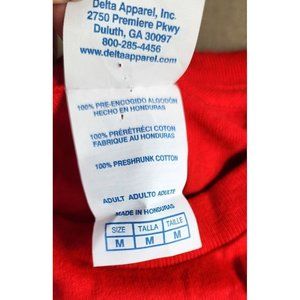 Delta Apparel, Inc.
2750 Premiere Pkwy
Duluth, GA 30097
800-285-4456
www.deltaapparel.com
100% PRE-ENCOGIDO ALGODÓN
HECHO EN HONDURAS
100% PRÉRÉTRÉCI COTON
FABRIQUE AU HONDURAS
100% PRESHRUNK COTTON
ADULT ADULTO ADULTE
MADE IN HONDURAS
SIZE TALLA TAILLE
M M M